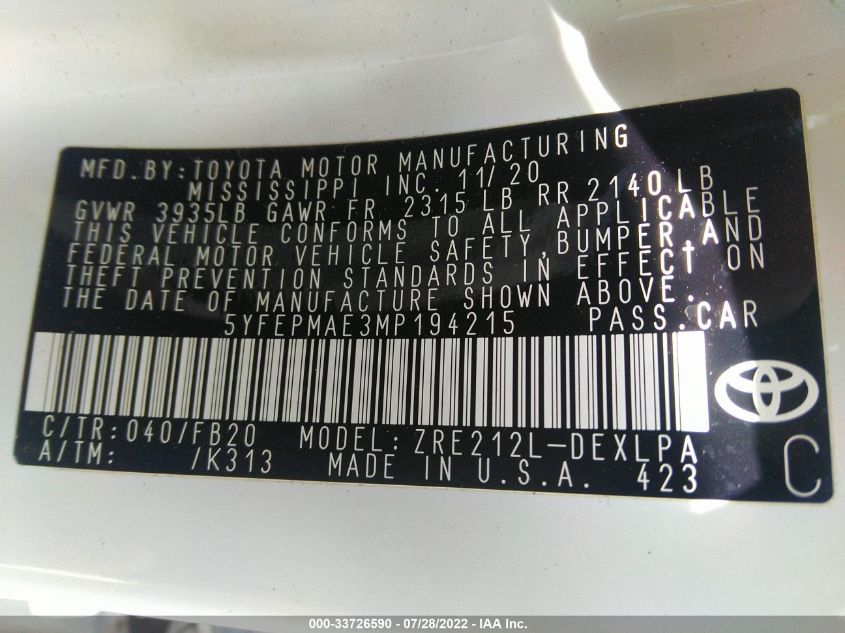 MFD.BY:TOYOTA MOTOR MANUFACTURING
MISSISSIPPI INC. 11/20
GVWR 3935LB GAWR FR 2315 LB RR 2140LB
THIS VEHICLE CONFORMS TO ALL APPLICABLE
FEDERAL MOTOR VEHICLE SAFETY,BUMPER,AND
THEFT PREVENTION STANDARDS IN EFFECT ON
THE DATE OF MANUFACTURE SHOWN ABOVE.
5YFEPMAE3MP194215 PASS.CAR
C/TR:040/FB20 MODEL:ZRE212L-DEXLPA
A/TM: /K313 MADE IN U.S.A. 423
C
000-33726590 - 07/28/2022 - IAA Inc.